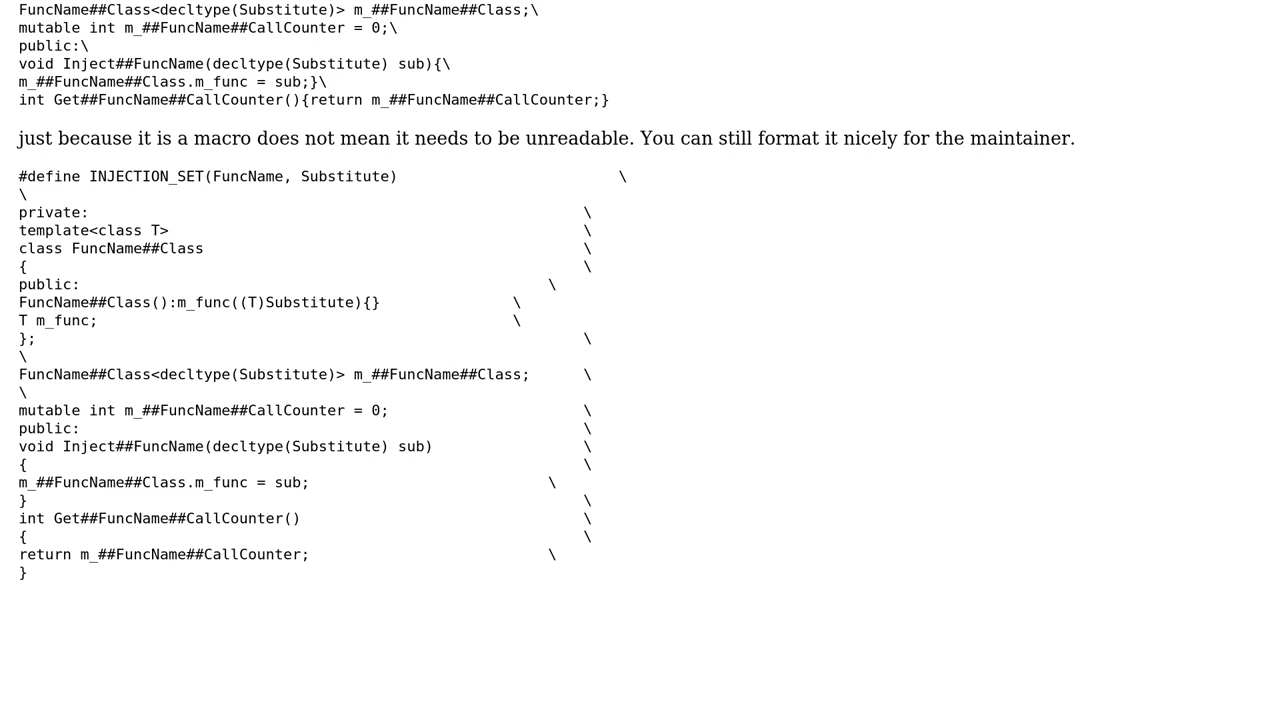 FuncName##Class<decltype(Substitute)> m_##FuncName##Class;\
mutable int m_##FuncName##CallCounter = 0;\
public:\
void Inject##FuncName(decltype(Substitute) sub){\
m_##FuncName##Class.m_func = sub;}\
int Get##FuncName##CallCounter(){return m_##FuncName##CallCounter;}
just because it is a macro does not mean it needs to be unreadable. You can still format it nicely for the maintainer.
#define INJECTION_SET(FuncName, Substitute)                         \
\
private:                                                        \
template<class T>                                               \
class FuncName##Class                                           \
{                                                               \
public:                                                     \
FuncName##Class():m_func((T)Substitute){}               \
T m_func;                                               \
};                                                              \
\
FuncName##Class<decltype(Substitute)> m_##FuncName##Class;      \
\
mutable int m_##FuncName##CallCounter = 0;                      \
public:                                                         \
void Inject##FuncName(decltype(Substitute) sub)                 \
{                                                               \
m_##FuncName##Class.m_func = sub;                           \
}                                                               \
int Get##FuncName##CallCounter()                                \
{                                                               \
return m_##FuncName##CallCounter;                           \
}